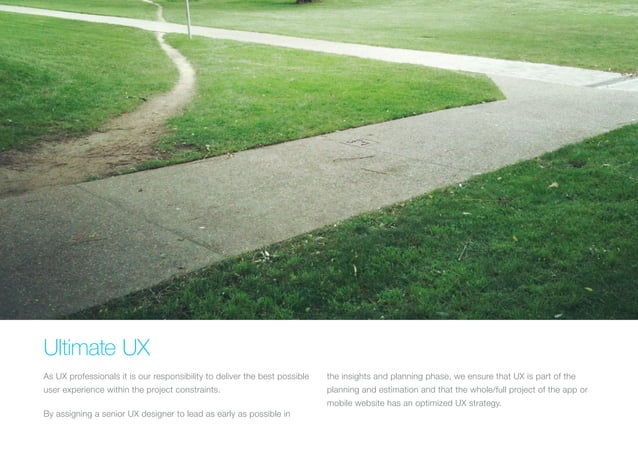 Ultimate UX
As UX professionals it is our responsibility to deliver the best possible
user experience within the project constraints.
By assigning a senior UX designer to lead as early as possible in
the insights and planning phase, we ensure that UX is part of the
planning and estimation and that the whole/full project of the app or
mobile website has an optimized UX strategy.